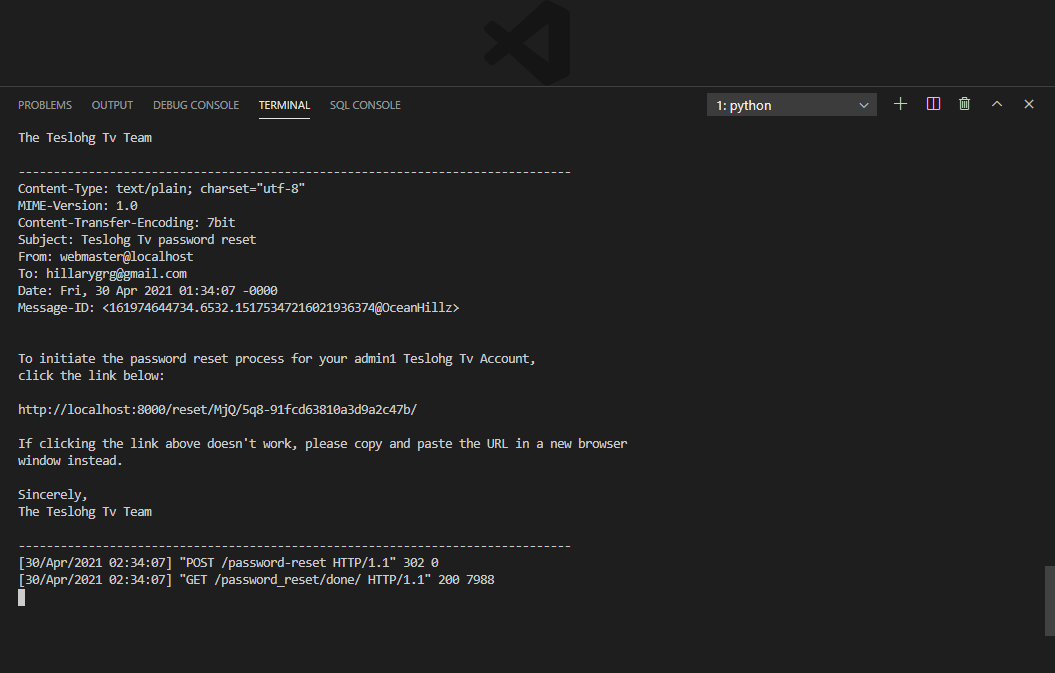 PROBLEMS OUTPUT DEBUG CONSOLE TERMINAL SQL CONSOLE 1: python
The Teslohg Tv Team
-------------------------------------------------------------------------------
Content-Type: text/plain; charset="utf-8"
MIME-Version: 1.0
Content-Transfer-Encoding: 7bit
Subject: Teslohg Tv password reset
From: webmaster@localhost
To: hillarygrg@gmail.com
Date: Fri, 30 Apr 2021 01:34:07 -0000
Message-ID: <161974644734.6532.15175347216021936374@OceanHillz>
To initiate the password reset process for your admin1 Teslohg Tv Account,
click the link below:
http://localhost:8000/reset/MjQ/5q8-91fcd63810a3d9a2c47b/
If clicking the link above doesn't work, please copy and paste the URL in a new browser
window instead.
Sincerely,
The Teslohg Tv Team
-------------------------------------------------------------------------------
[30/Apr/2021 02:34:07] "POST /password-reset HTTP/1.1" 302 0
[30/Apr/2021 02:34:07] "GET /password_reset/done/ HTTP/1.1" 200 7988